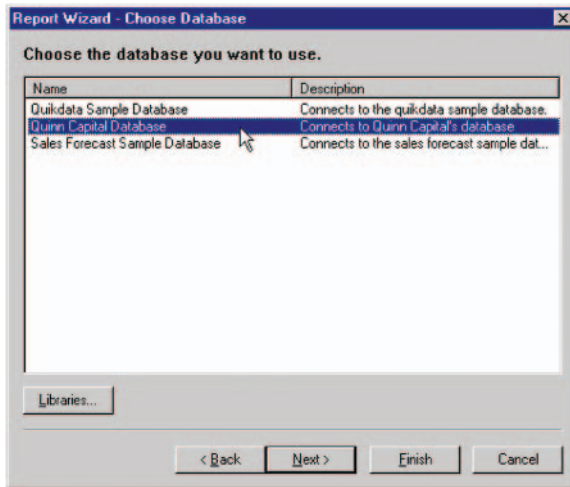 Report Wizard - Choose Database
Choose the database you want to use.
Name Description
Quikdata Sample Database Connects to the quikdata sample database.
Quinn Capital Database Connects to Quinn Capital's database
Sales Forecast Sample Database Connects to the sales forecast sample dat...
Libraries...
< Back Next > Finish Cancel